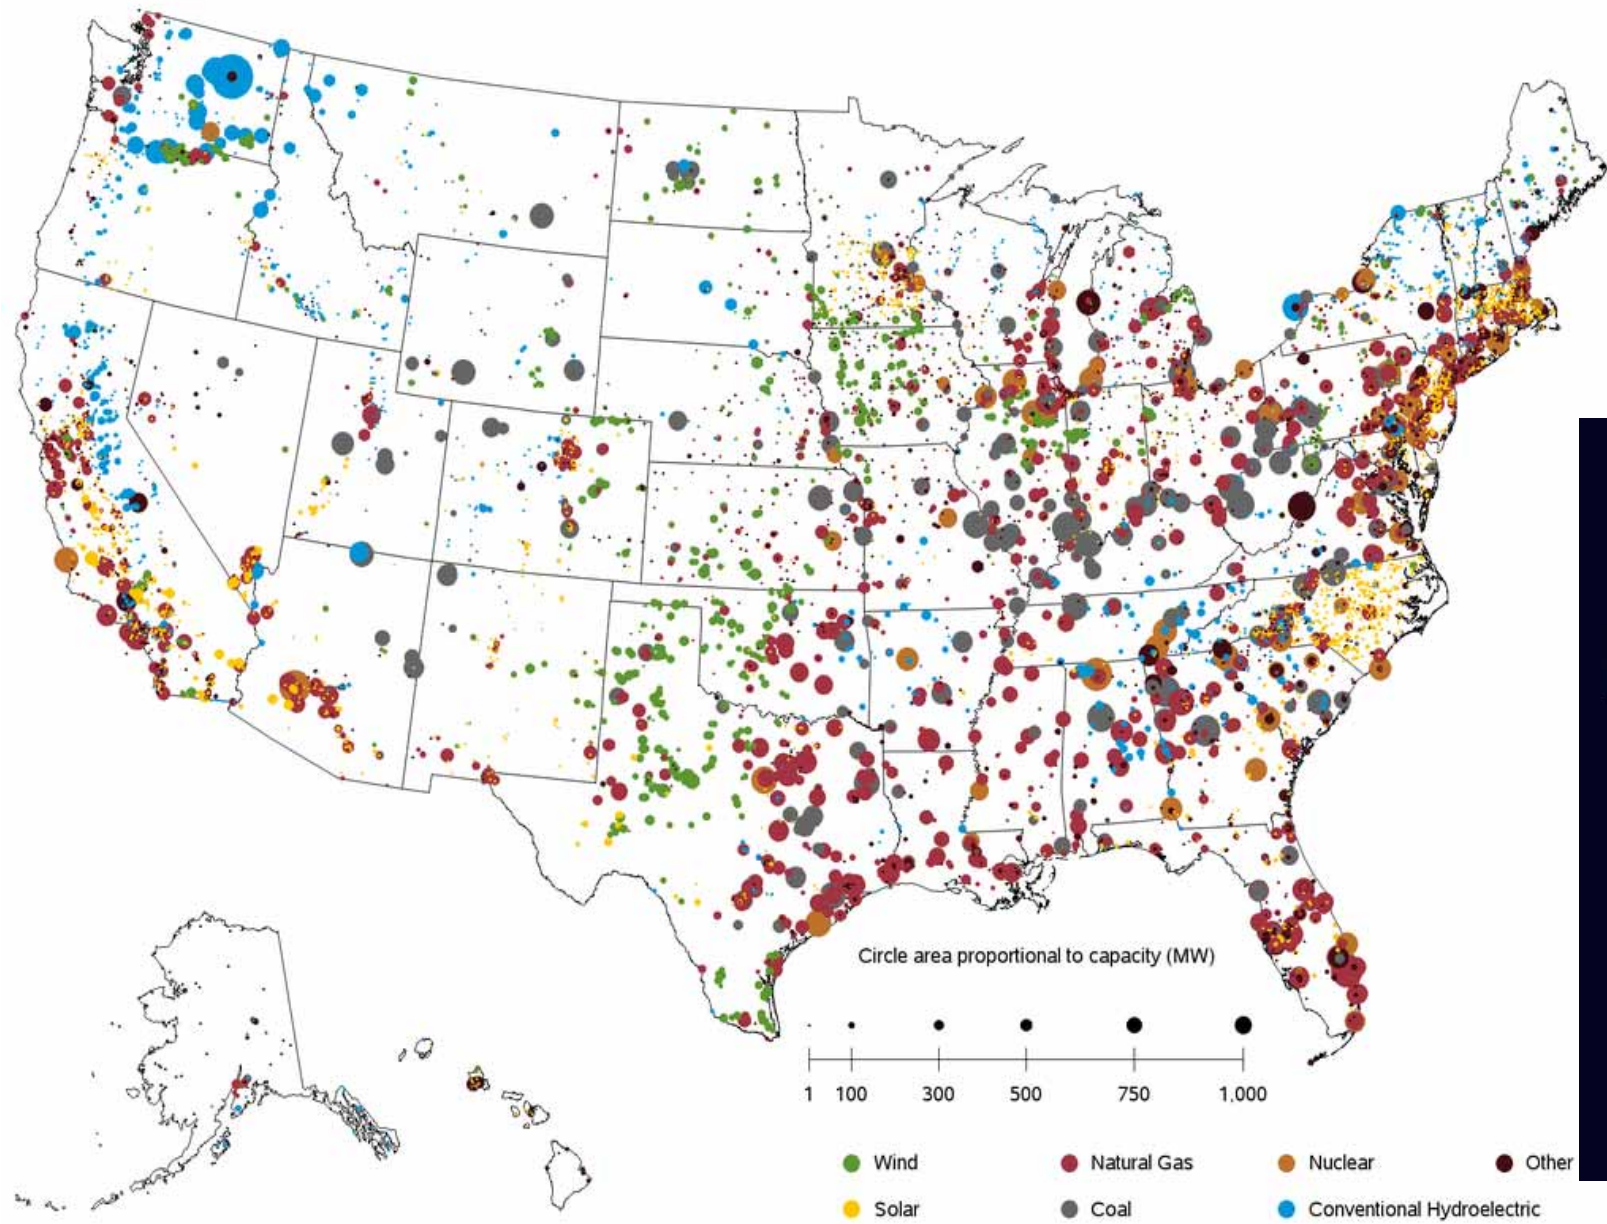 Circle area proportional to capacity (MW)
1 100 300 500 750 1,000
Wind Natural Gas Nuclear Other
Solar Coal Conventional Hydroelectric